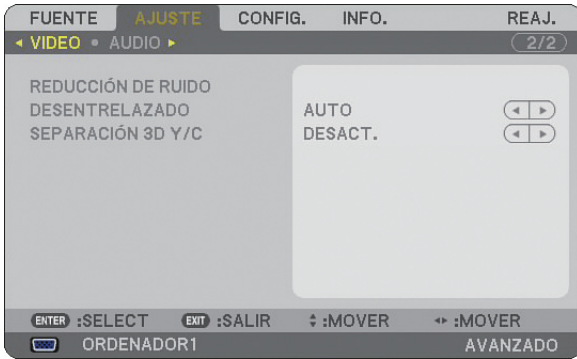 FUENTE AJUSTE CONFIG. INFO. REAJ.
VIDEO AUDIO 2/2
REDUCCIÓN DE RUIDO
DESENTRELAZADO AUTO
SEPARACIÓN 3D Y/C DESACT.
ENTER :SELECT EXIT :SALIR :MOVER :MOVER
ORDENADOR1 AVANZADO